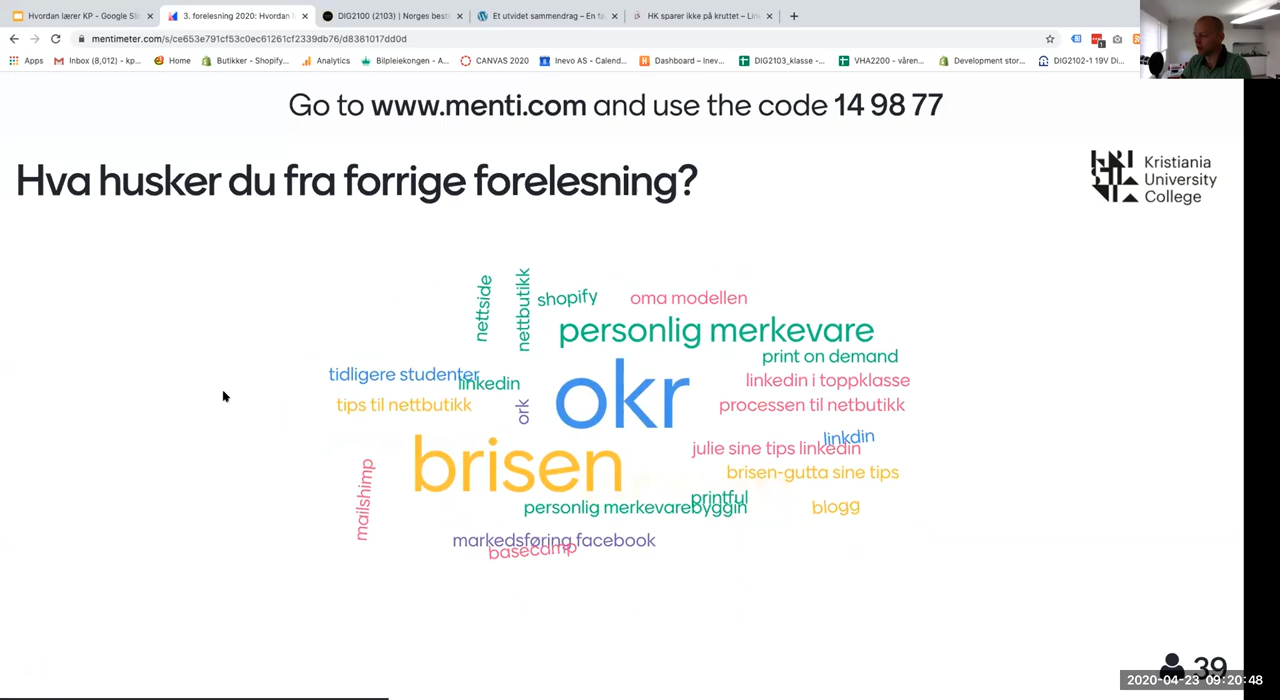 Hvordan lærer KP - Google Sli
3. forelesning 2020: Hvordan l
DIG2100 (2103) | Norges best
Et utvidet sammendrag – En fa
HK sparer ikke på kruttet – Lin
mentimeter.com/s/ce653e791cf53c0ec61261cf2339db76/d8381017dd0d
Apps
Inbox (8,012) - kp...
Home
Butikker - Shopify...
Analytics
Bilpleiekongen - A...
CANVAS 2020
Inevo AS - Calend...
Dashboard – Inev...
DIG2103_klasse -...
VHA2200 - våren...
Development stor...
DIG2102-1 19V Di...
Go to www.menti.com and use the code 14 98 77
Hva husker du fra forrige forelesning?
Kristiania
University
College
nettside
nettbutikk
shopify
oma modellen
personlig merkevare
print on demand
tidligere studenter
linkedin
okr
linkedin i toppklasse
tips til nettbutikk
ork
processen til netbutikk
linkdin
julie sine tips linkedin
brisen
brisen-gutta sine tips
mailshimp
printful
personlig merkevarebyggin
blogg
markedsføring facebook
basecamp
39
2020-04-23 09:20:48